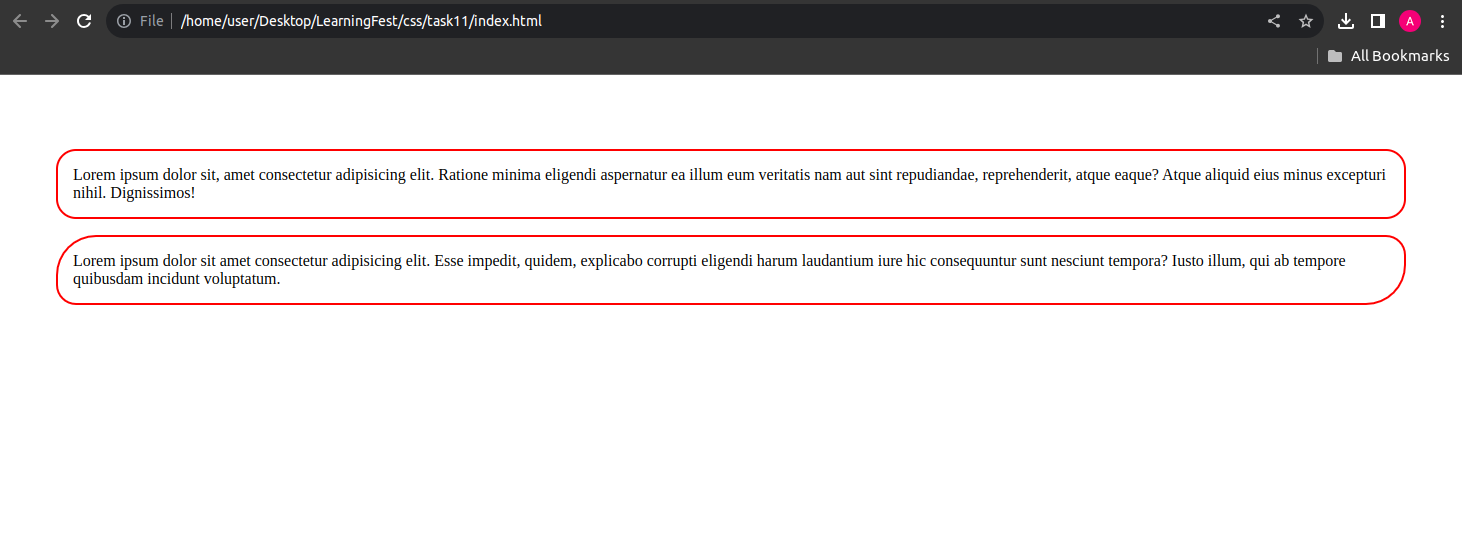 File
/home/user/Desktop/LearningFest/css/task11/index.html
A
All Bookmarks
Lorem ipsum dolor sit, amet consectetur adipisicing elit. Ratione minima eligendi aspernatur ea illum eum veritatis nam aut sint repudiandae, reprehenderit, atque eaque? Atque aliquid eius minus excepturi
nihil. Dignissimos!
Lorem ipsum dolor sit amet consectetur adipisicing elit. Esse impedit, quidem, explicabo corrupti eligendi harum laudantium iure hic consequuntur sunt nesciunt tempora? Iusto illum, qui ab tempore
quibusdam incidunt voluptatum.